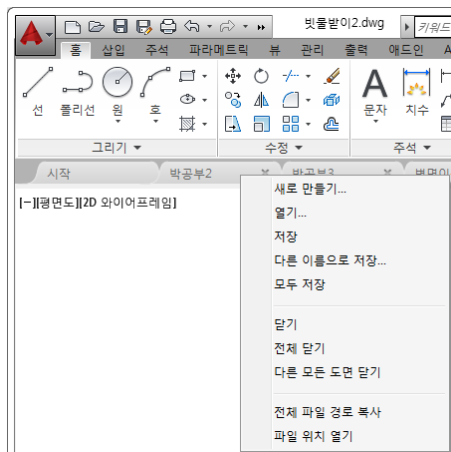 빗물받이2.dwg
키워드
홈 삽입 주석 파라메트릭 뷰 관리 출력 애드인 A
선 폴리선 원 호 문자 치수
그리기 수정 주석
시작 박공부2 박공부3
[-][평면도][2D 와이어프레임]
새로 만들기...
열기...
저장
다른 이름으로 저장...
모두 저장
닫기
전체 닫기
다른 모든 도면 닫기
전체 파일 경로 복사
파일 위치 열기